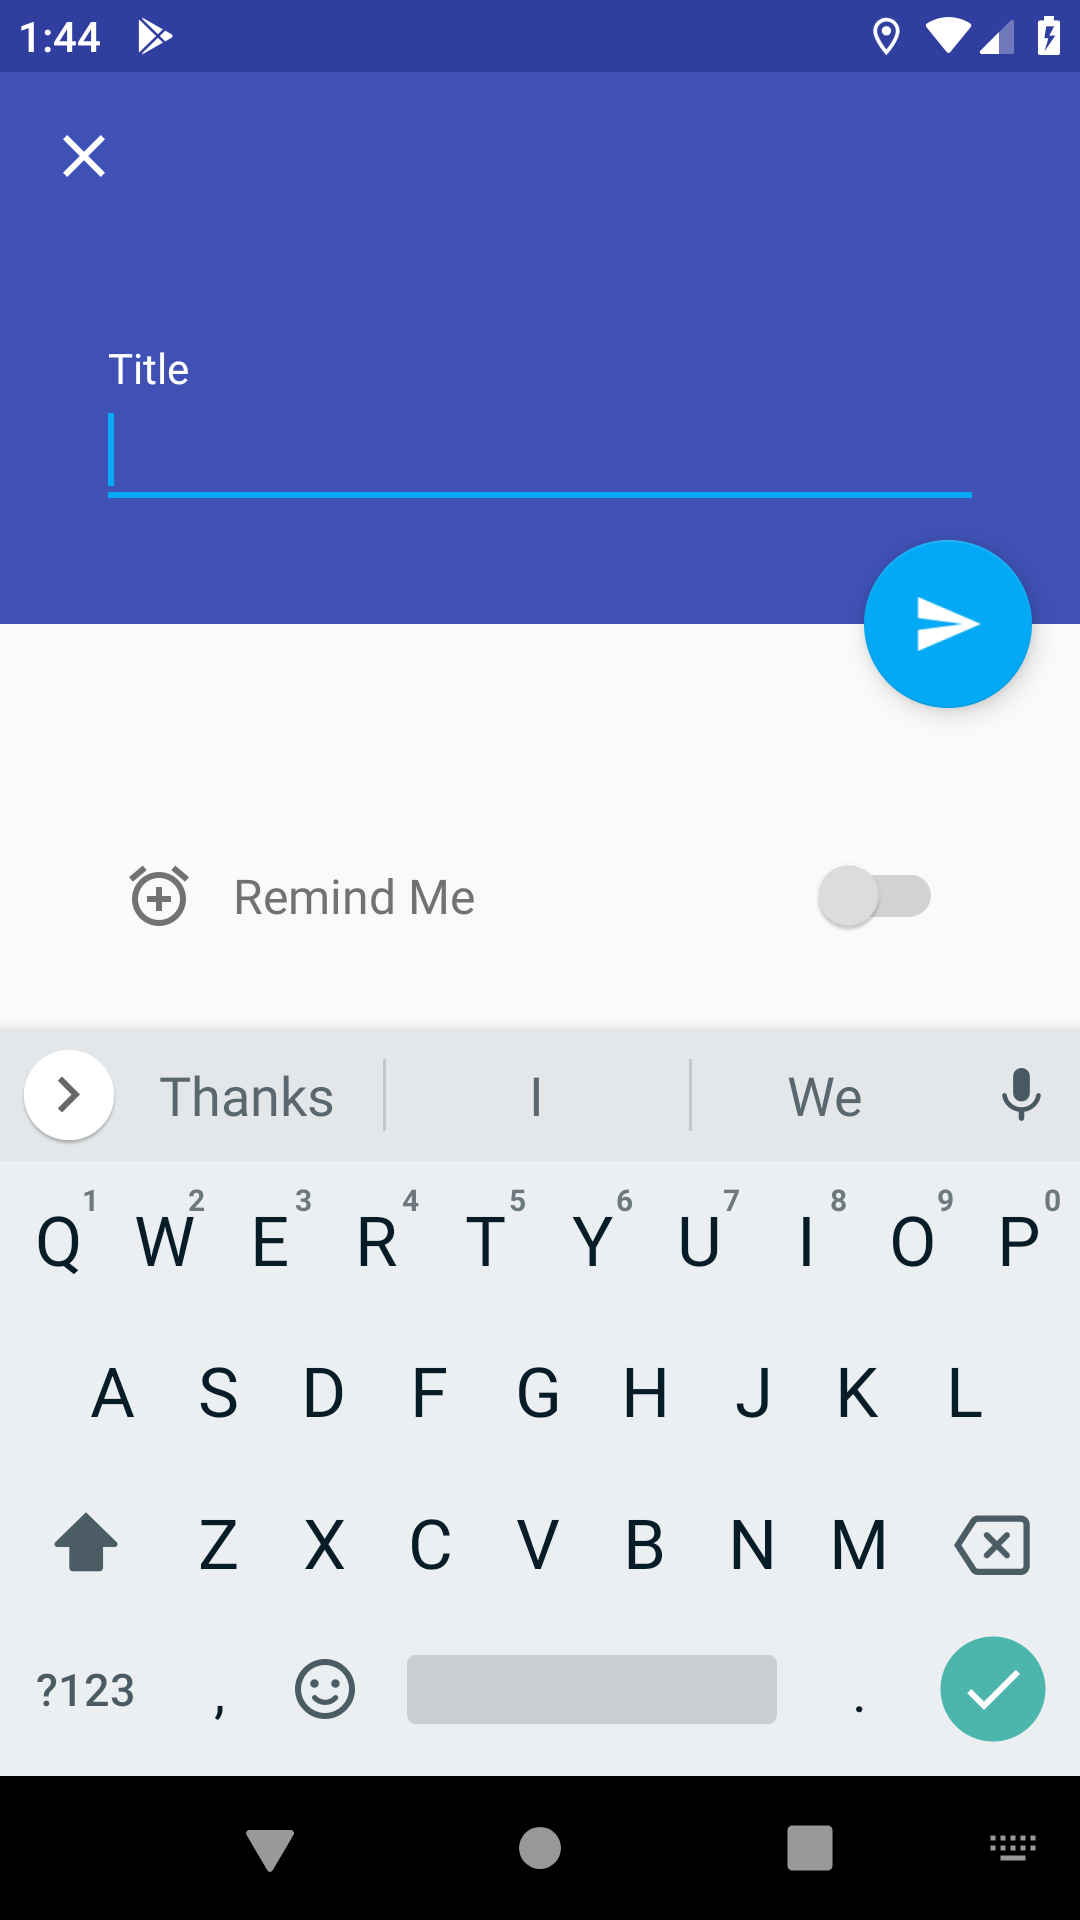 1:44
Title
Remind Me
Thanks I We
1 2 3 4 5 6 7 8 9 0
Q W E R T Y U I O P
A S D F G H J K L
Z X C V B N M
?123 , .